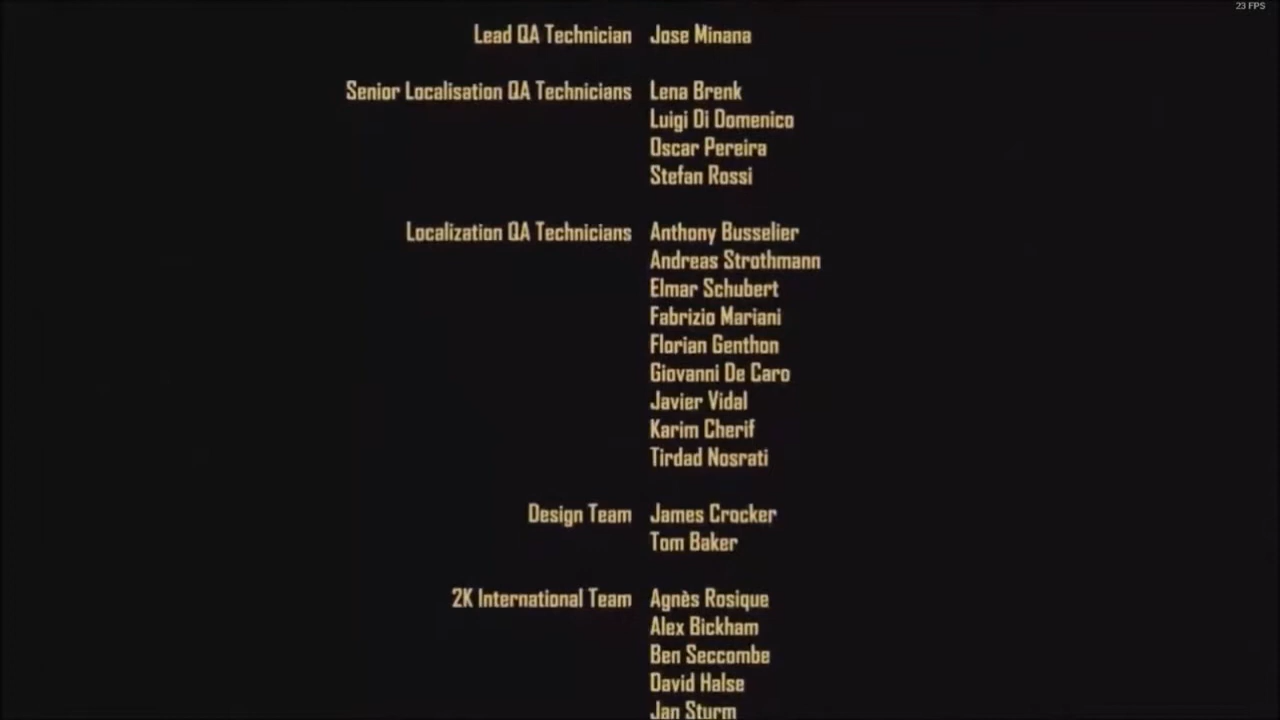 23 FPS
Lead QA Technician Jose Minana
Senior Localisation QA Technicians Lena Brenk
Luigi Di Domenico
Oscar Pereira
Stefan Rossi
Localization QA Technicians Anthony Busselier
Andreas Strothmann
Elmar Schubert
Fabrizio Mariani
Florian Genthon
Giovanni De Caro
Javier Vidal
Karim Cherif
Tirdad Nosrati
Design Team James Crocker
Tom Baker
2K International Team Agnès Rosique
Alex Bickham
Ben Seccombe
David Halse
Jan Sturm